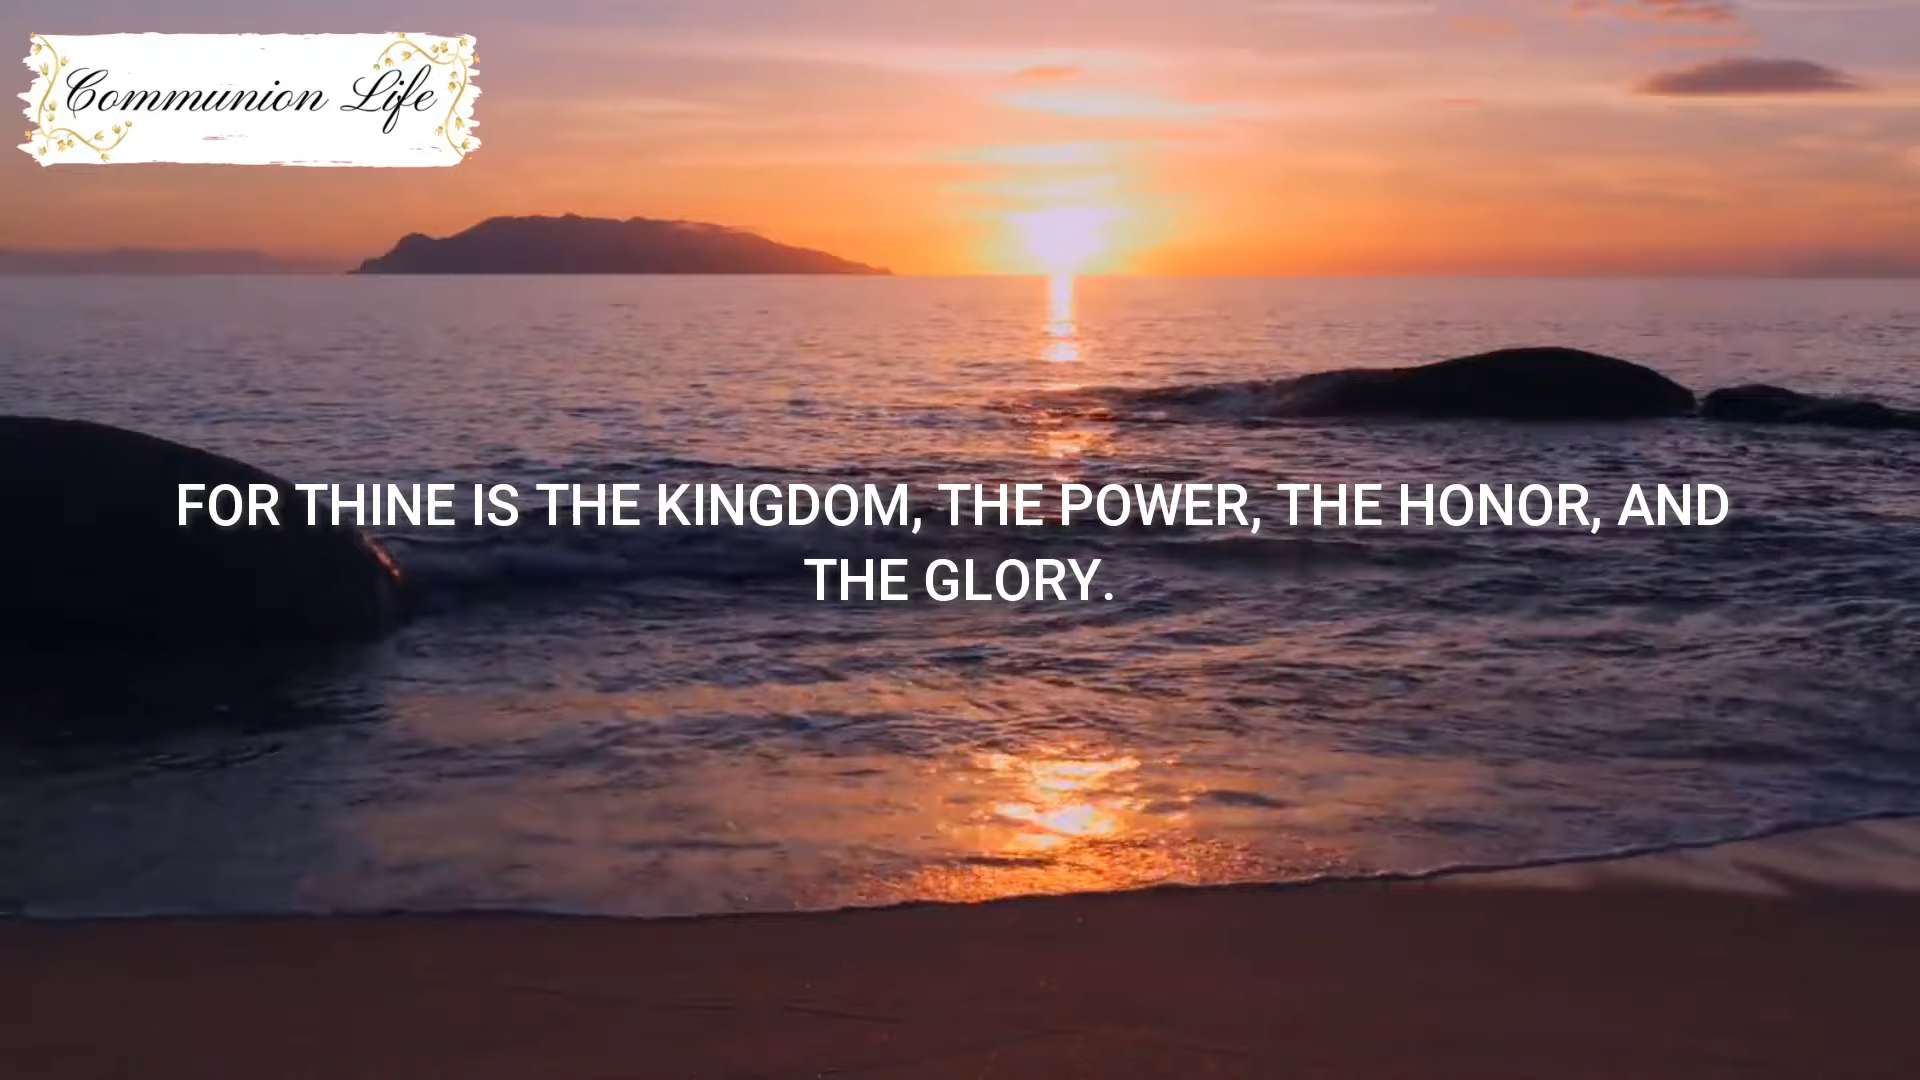 Communion Life
FOR THINE IS THE KINGDOM, THE POWER, THE HONOR, AND
THE GLORY.